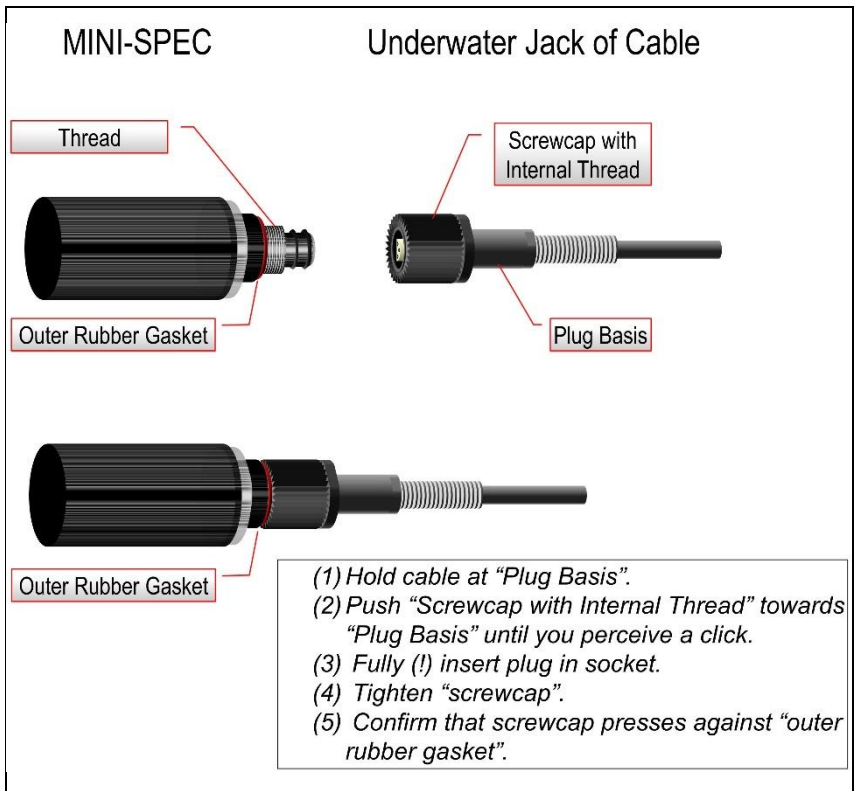 MINI-SPEC
Underwater Jack of Cable
Thread
Screwcap with
Internal Thread
Outer Rubber Gasket
Plug Basis
Outer Rubber Gasket
(1) Hold cable at “Plug Basis”.
(2) Push “Screwcap with Internal Thread” towards
“Plug Basis” until you perceive a click.
(3) Fully (!) insert plug in socket.
(4) Tighten “screwcap”.
(5) Confirm that screwcap presses against “outer
rubber gasket”.